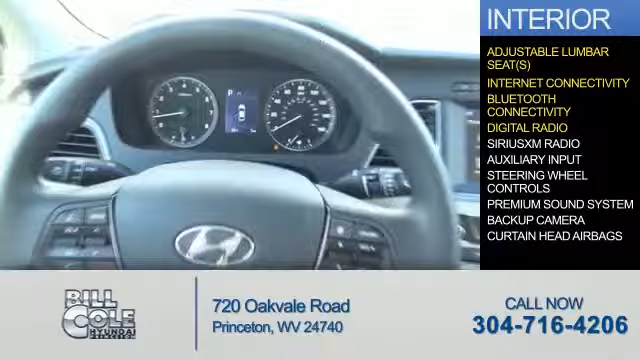 INTERIOR
ADJUSTABLE LUMBAR
SEAT(S)
INTERNET CONNECTIVITY
BLUETOOTH
CONNECTIVITY
DIGITAL RADIO
SIRIUSXM RADIO
AUXILIARY INPUT
STEERING WHEEL
CONTROLS
PREMIUM SOUND SYSTEM
BACKUP CAMERA
CURTAIN HEAD AIRBAGS
BILL
COLE
HYUNDAI
PRINCETON
720 Oakvale Road
Princeton, WV 24740
CALL NOW
304-716-4206